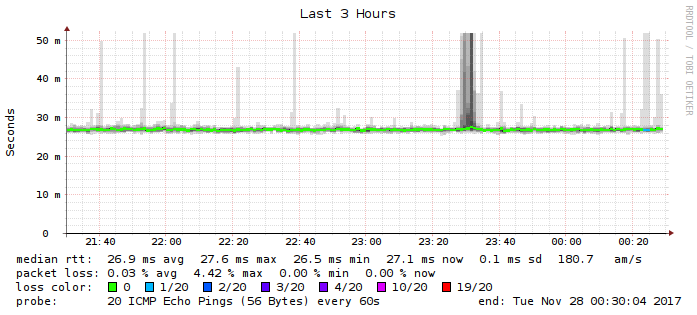 Last 3 Hours
RRDTOOL / TOBI OETIKER
Seconds
50 m
40 m
30 m
20 m
10 m
0
21:40 22:00 22:20 22:40 23:00 23:20 23:40 00:00 00:20
median rtt: 26.9 ms avg 27.6 ms max 26.5 ms min 27.1 ms now 0.1 ms sd 180.7 am/s
packet loss: 0.03 % avg 4.42 % max 0.00 % min 0.00 % now
loss color: 0 1/20 2/20 3/20 4/20 10/20 19/20
probe: 20 ICMP Echo Pings (56 Bytes) every 60s end: Tue Nov 28 00:30:04 2017